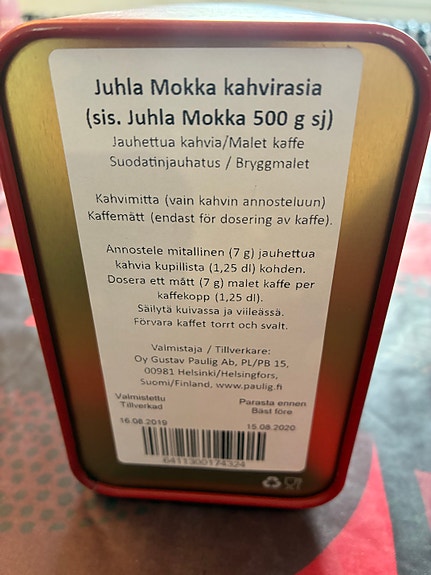 Juhla Mokka kahvirasia
(sis. Juhla Mokka 500 g sj)
Jauhettua kahvia/Malet kaffe
Suodatinjauhatus / Bryggmalet
Kahvimitta (vain kahvin annosteluun)
Kaffemått (endast för dosering av kaffe).
Annostele mitallinen (7 g) jauhettua
kahvia kupillista (1,25 dl) kohden.
Dosera ett mått (7 g) malet kaffe per
kaffekopp (1,25 dl).
Säilytä kuivassa ja viileässä.
Förvara kaffet torrt och svalt.
Valmistaja / Tillverkare:
Oy Gustav Paulig Ab, PL/PB 15,
00981 Helsinki/Helsingfors,
Suomi/Finland, www.paulig.fi
Valmistettu Parasta ennen
Tillverkad Bäst före
16.08.2019 15.08.2020
6411300174324